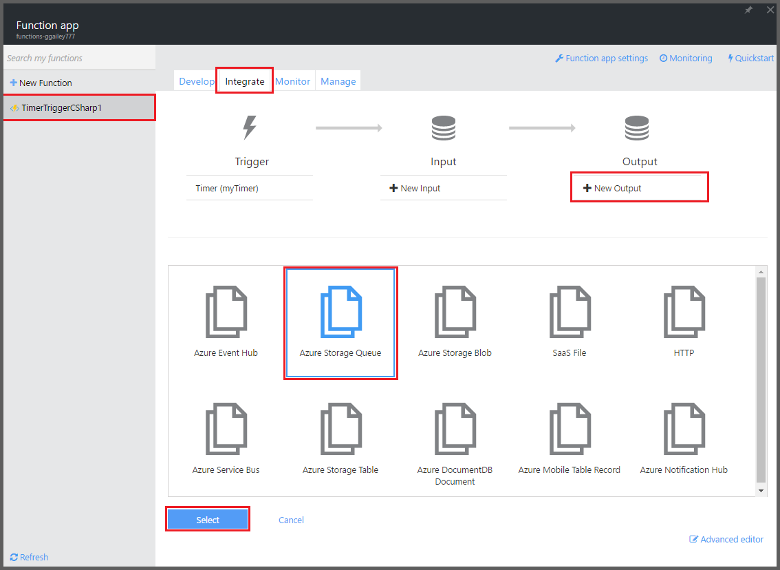 Function app
functions-ggailey777
Search my functions
Function app settings
Monitoring
Quickstart
New Function
TimerTriggerCSharp1
Develop
Integrate
Monitor
Manage
Trigger
Input
Output
Timer (myTimer)
New Input
New Output
Azure Event Hub
Azure Storage Queue
Azure Storage Blob
SaaS File
HTTP
Azure Service Bus
Azure Storage Table
Azure DocumentDB
Document
Azure Mobile Table Record
Azure Notification Hub
Select
Cancel
Advanced editor
Refresh